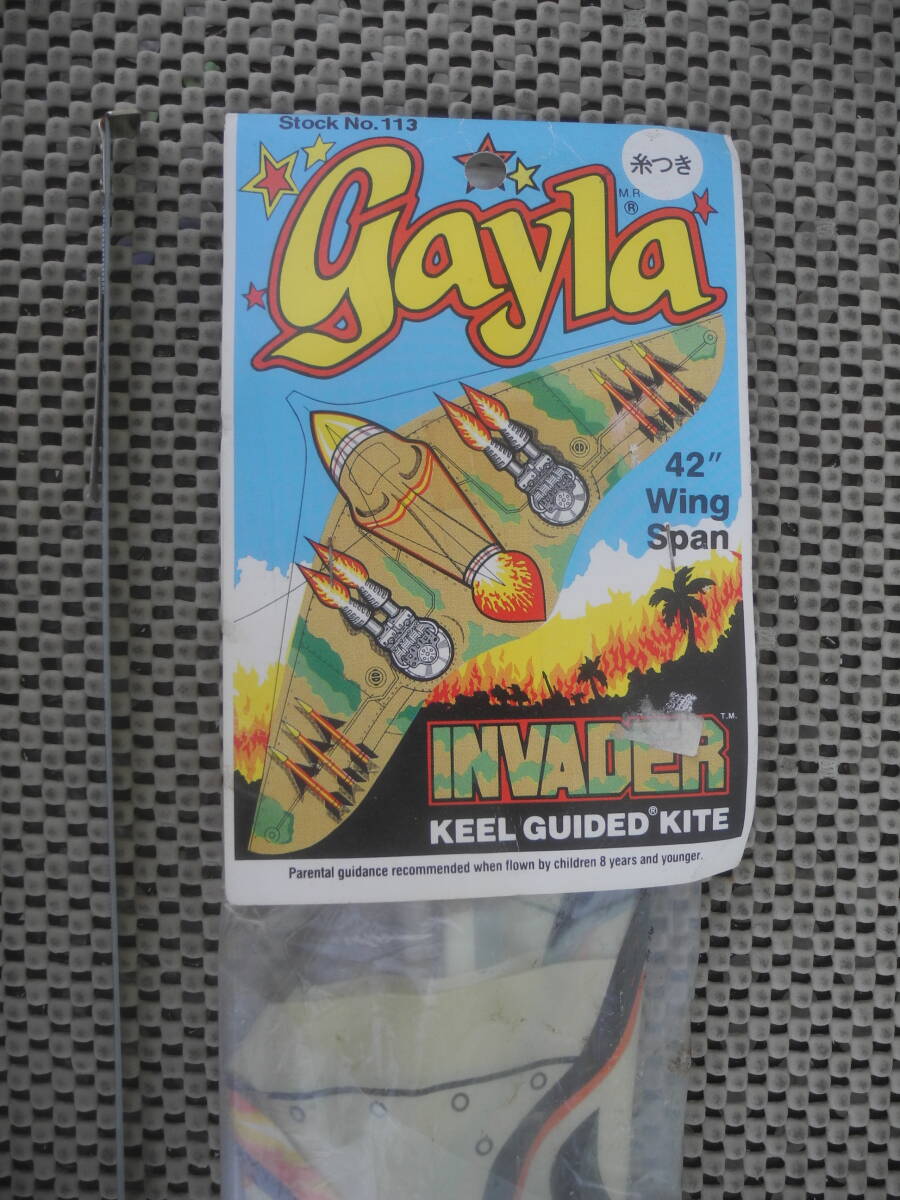 Stock No.113
糸つき
Gayla
M.R.
®
42" 
Wing
Span
INVADER T.M.
KEEL GUIDED® KITE
Parental guidance recommended when flown by children 8 years and younger.